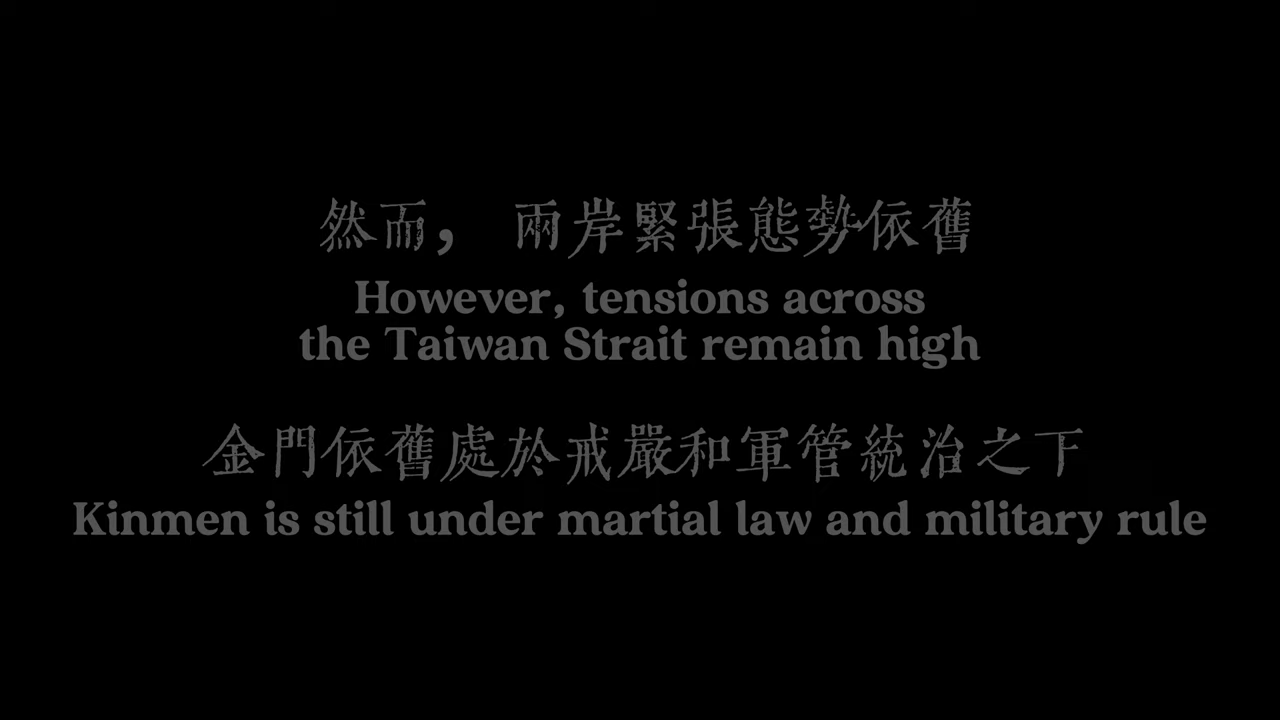 然而， 兩岸緊張態勢依舊
However, tensions across
the Taiwan Strait remain high
金門依舊處於戒嚴和軍管統治之下
Kinmen is still under martial law and military rule